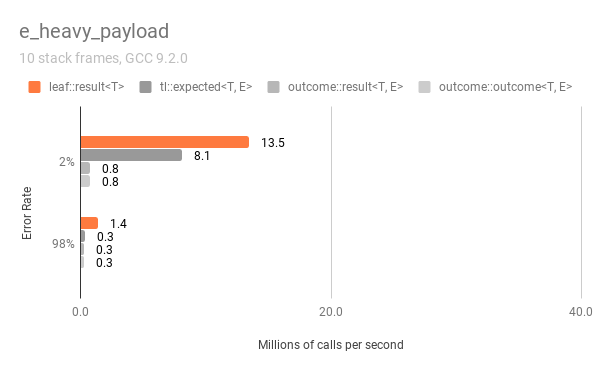 e_heavy_payload
10 stack frames, GCC 9.2.0
leaf::result<T> tl::expected<T, E> outcome::result<T, E> outcome::outcome<T, E>
13.5
2%
8.1
0.8
0.8
Error Rate
1.4
98%
0.3
0.3
0.3
0.0 20.0 40.0
Millions of calls per second